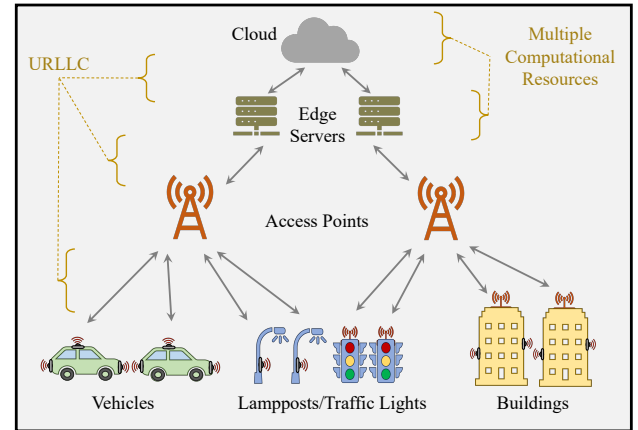 Cloud
URLLC
Multiple
Computational
Resources
Edge
Servers
Access Points
Vehicles
Lampposts/Traffic Lights
Buildings